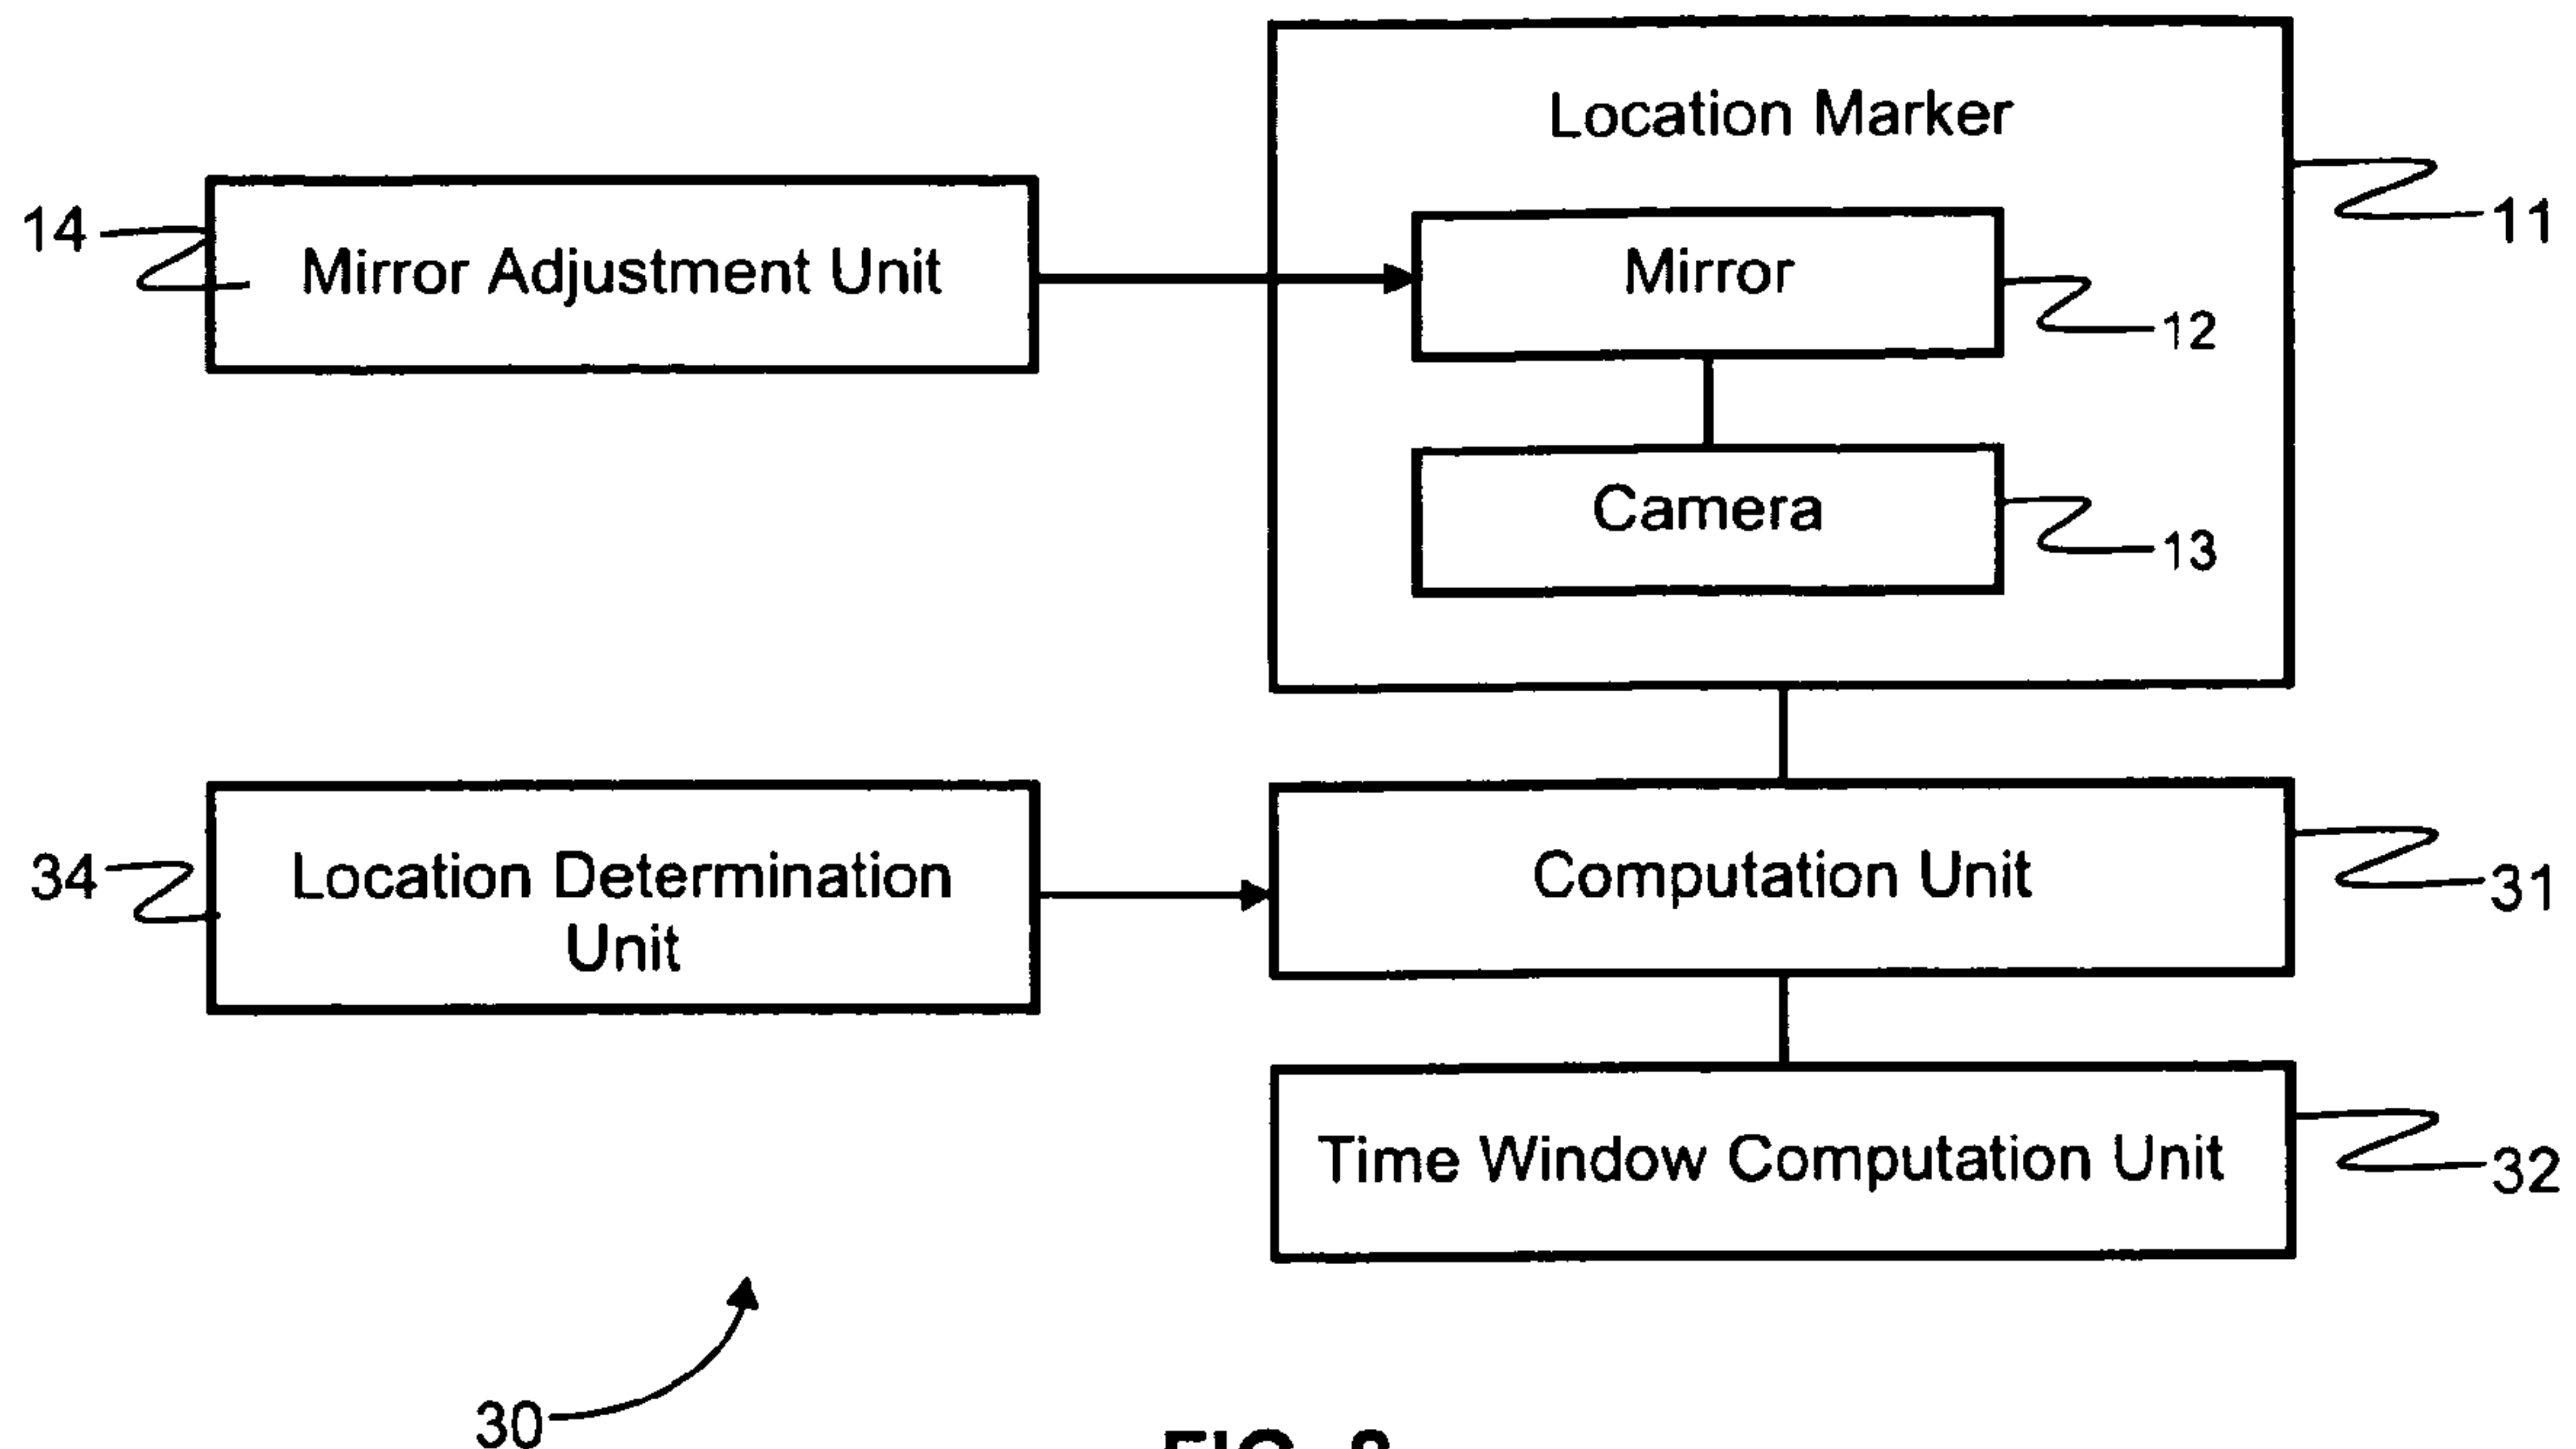 Location Marker
14
Mirror Adjustment Unit
Mirror
11
12
Camera
13
34
Location Determination
Unit
Computation Unit
31
Time Window Computation Unit
32
30